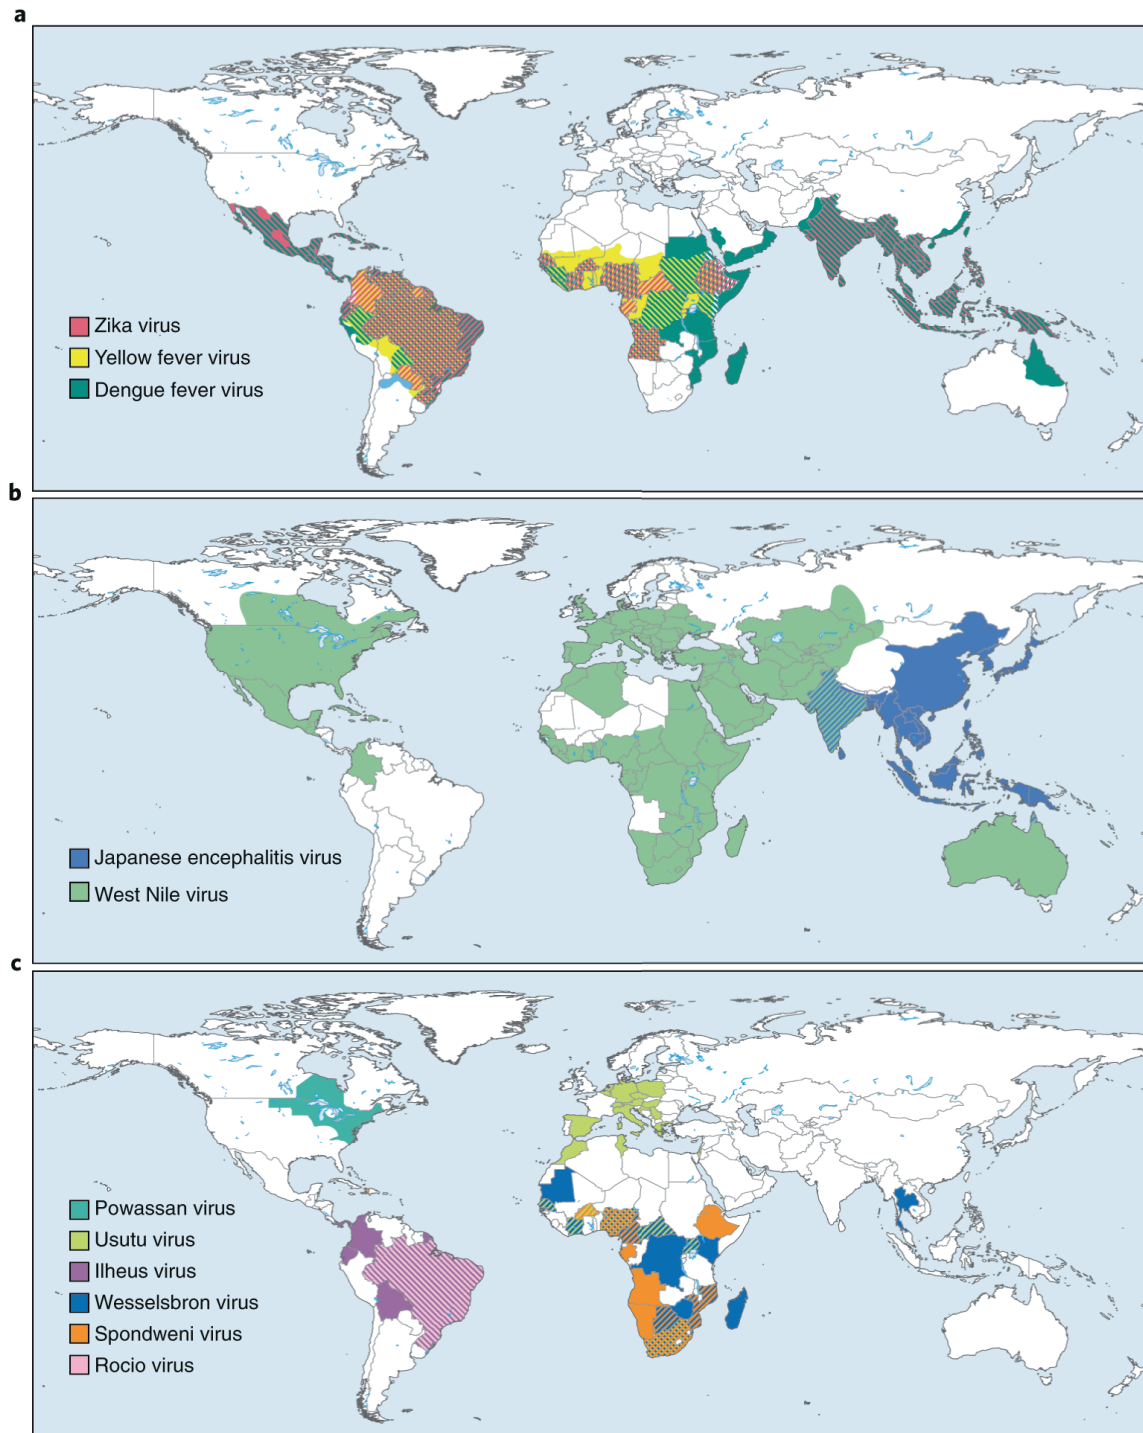 a
Zika virus
Yellow fever virus
Dengue fever virus
b
Japanese encephalitis virus
West Nile virus
c
Powassan virus
Usutu virus
Ilheus virus
Wesselsbron virus
Spondweni virus
Rocio virus